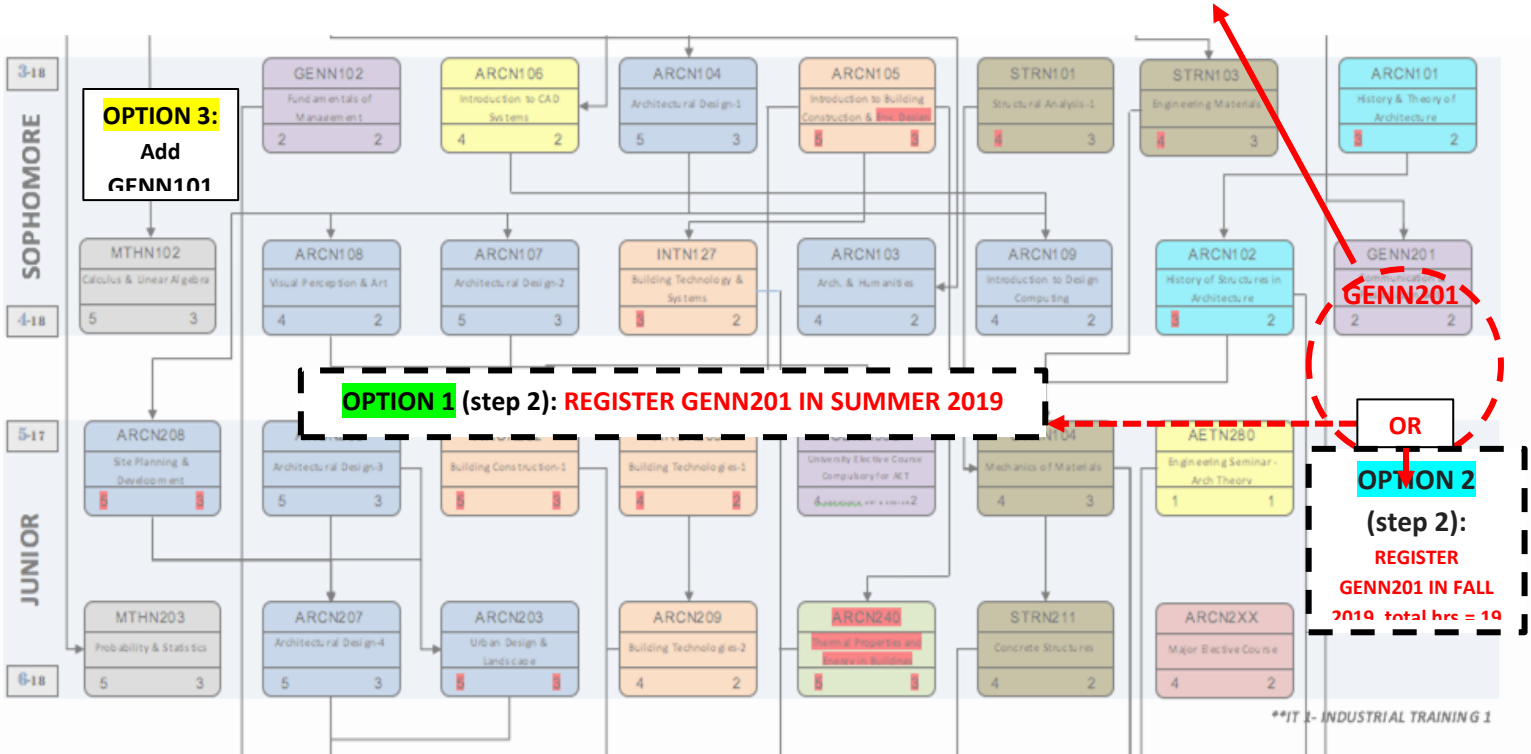 3-18
SOPHOMORE
OPTION 3:
Add
GENN101
GENN102
Fundamentals of
Management
2 2
ARCN106
Introduction to CAD
Systems
4 2
ARCN104
Architectural Design-1
5 3
ARCN105
Introduction to Building
Construction & Env. Design
5 3
STRN101
Structural Analysis-1
4 3
STRN103
Engineering Materials
4 3
ARCN101
History & Theory of
Architecture
3 2
MTHN102
Calculus & Linear Algebra
5 3
ARCN108
Visual Perception & Art
4 2
ARCN107
Architectural Design-2
5 3
INTN127
Building Technology &
Systems
3 2
ARCN103
Arch. & Humanities
4 2
ARCN109
Introduction to Design
Computing
4 2
ARCN102
History of Structures in
Architecture
3 2
GENN201
Communication
GENN201
2 2
4-18
OPTION 1 (step 2): REGISTER GENN201 IN SUMMER 2019
OR
OPTION 2
(step 2):
REGISTER
GENN201 IN FALL
2019 total hrs = 19
5-17
JUNIOR
ARCN208
Site Planning &
Development
5 3
Architectural Design-3
5 3
Building Construction-1
5 3
Building Technologies-1
4 2
University Elective Course
Compulsory for AET
4 2
N104
Mechanics of Materials
4 3
AETN280
Engineering Seminar -
Arch Theory
1 1
MTHN203
Probability & Statistics
5 3
ARCN207
Architectural Design-4
5 3
ARCN203
Urban Design &
Landscape
5 3
ARCN209
Building Technologies-2
4 2
ARCN240
Thermal Properties and
Energy in Buildings
5 3
STRN211
Concrete Structures
4 2
ARCN2XX
Major Elective Course
4 2
6-18
**IT 1- INDUSTRIAL TRAINING 1